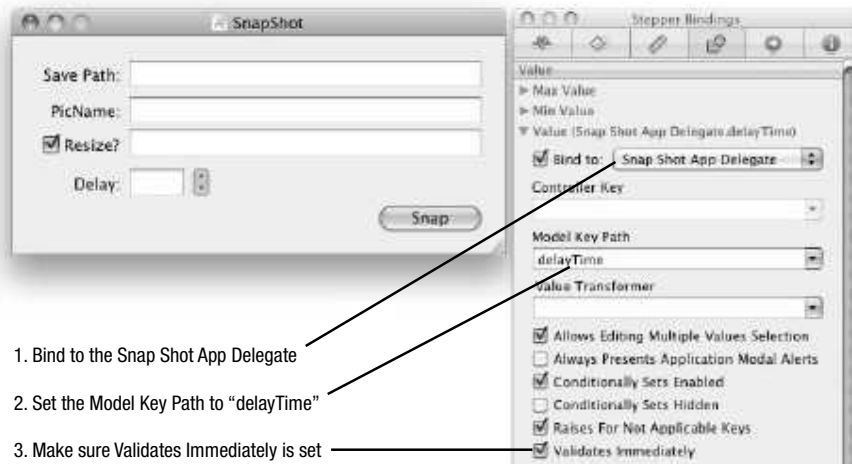 SnapShot
Save Path:
PicName:
Resize?
Delay:
Snap
Stepper Bindings
Value
Max Value
Min Value
Value (Snap Shot App Delegate.delayTime)
Bind to: Snap Shot App Delegate
Controller Key
Model Key Path
delayTime
Value Transformer
Allows Editing Multiple Values Selection
Always Presents Application Modal Alerts
Conditionally Sets Enabled
Conditionally Sets Hidden
Raises For Not Applicable Keys
Validates Immediately
1. Bind to the Snap Shot App Delegate
2. Set the Model Key Path to “delayTime”
3. Make sure Validates Immediately is set